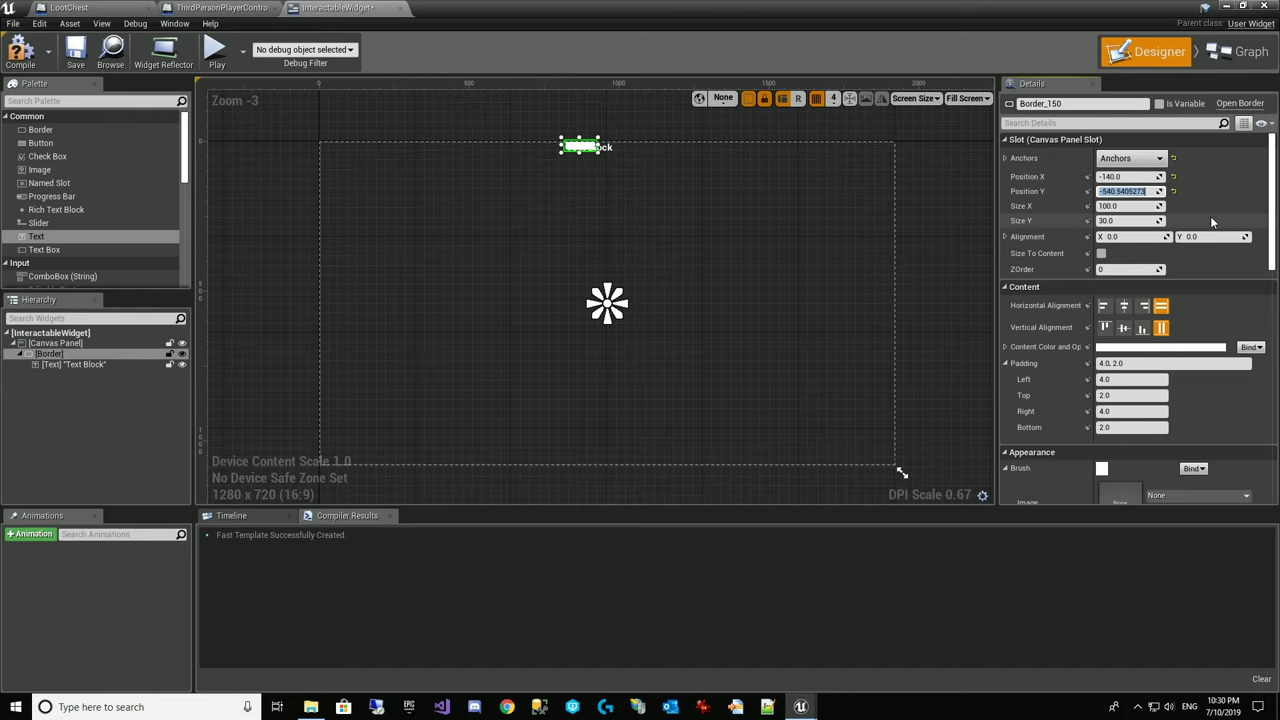 LootChest
ThirdPersonPlayerContro
InteractableWidget*
File Edit Asset View Debug Window Help
Parent class: User Widget
Compile
Save
Browse
Widget Reflector
Play
No debug object selected
Debug Filter
Designer
Graph
Palette
Search Palette
Common
Border
Button
Check Box
Image
Named Slot
Progress Bar
Rich Text Block
Slider
Text
Text Box
Input
ComboBox (String)
Hierarchy
Search Widgets
[InteractableWidget]
[Canvas Panel]
[Border]
[Text] "Text Block"
Animations
+Animation
Search Animations
0 500 1000 1500 2000
Zoom -3
None
R
4
Screen Size
Fill Screen
0
500
1000
ock
Device Content Scale 1.0
No Device Safe Zone Set
1280 x 720 (16:9)
DPI Scale 0.67
Timeline
Compiler Results
Fast Template Successfully Created.
Clear
Details
Border_150
Is Variable
Open Border
Search Details
Slot (Canvas Panel Slot)
Anchors Anchors
Position X -140.0
Position Y -540.5405273
Size X 100.0
Size Y 30.0
Alignment X 0.0 Y 0.0
Size To Content
ZOrder 0
Content
Horizontal Alignment
Vertical Alignment
Content Color and Op Bind
Padding 4.0, 2.0
Left 4.0
Top 2.0
Right 4.0
Bottom 2.0
Appearance
Brush Bind
Image None None
Type here to search
10:30 PM
7/10/2019